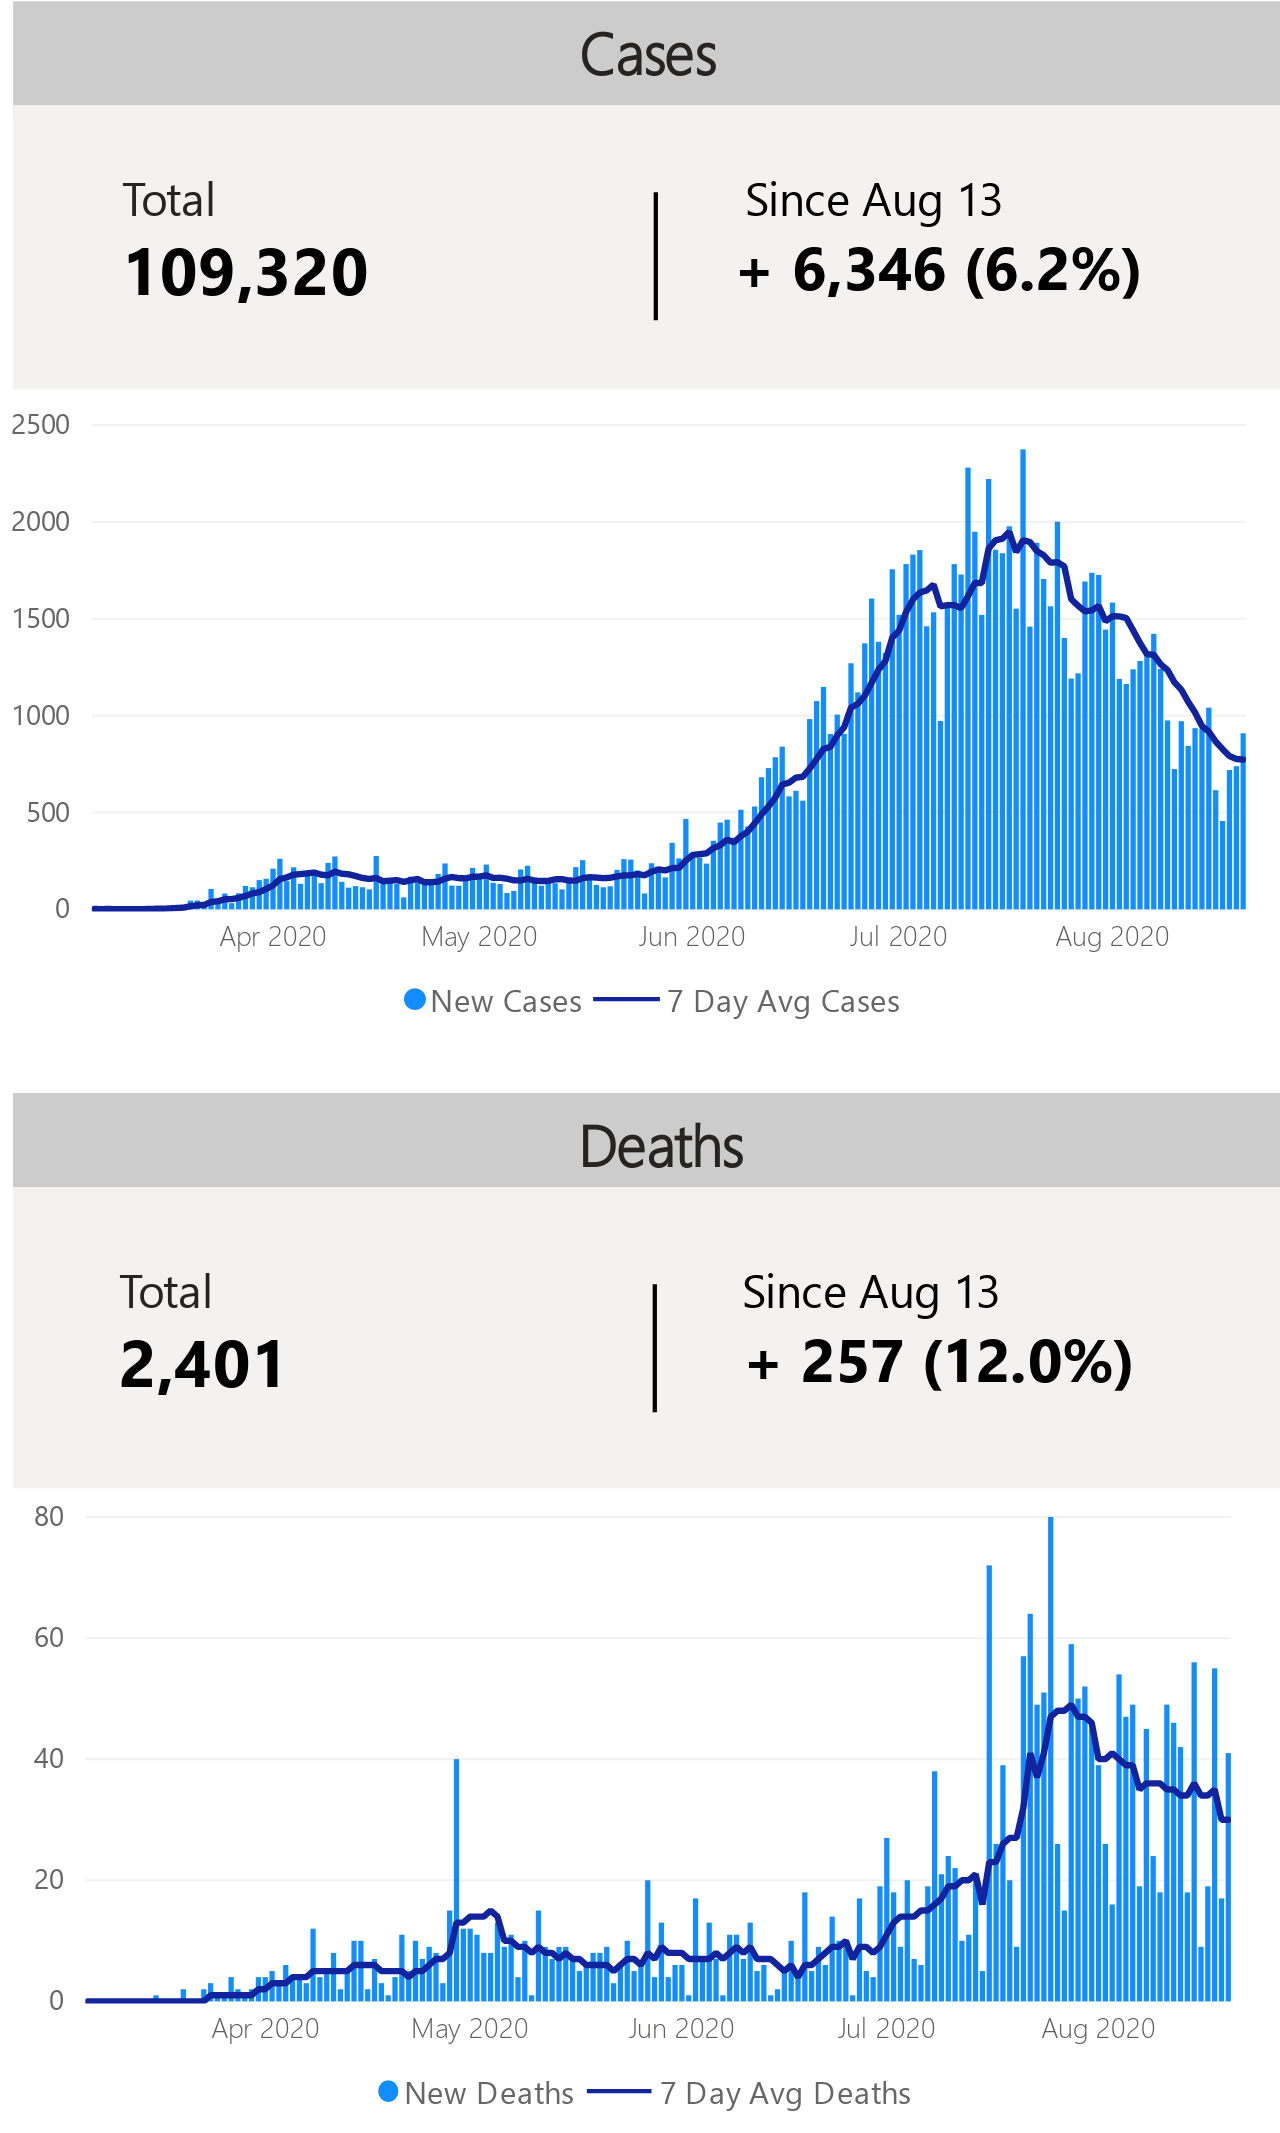 Cases
Total
Since Aug 13
109,320
+ 6,346 (6.2%)
2500
2000
1500
1000
500
0
Apr 2020
May 2020
Jun 2020
Jul 2020
Aug 2020
New Cases
7 Day Avg Cases
Deaths
Total
Since Aug 13
2,401
+ 257 (12.0%)
80
60
40
20
0
Apr 2020
May 2020
Jun 2020
Jul 2020
Aug 2020
New Deaths
7 Day Avg Deaths